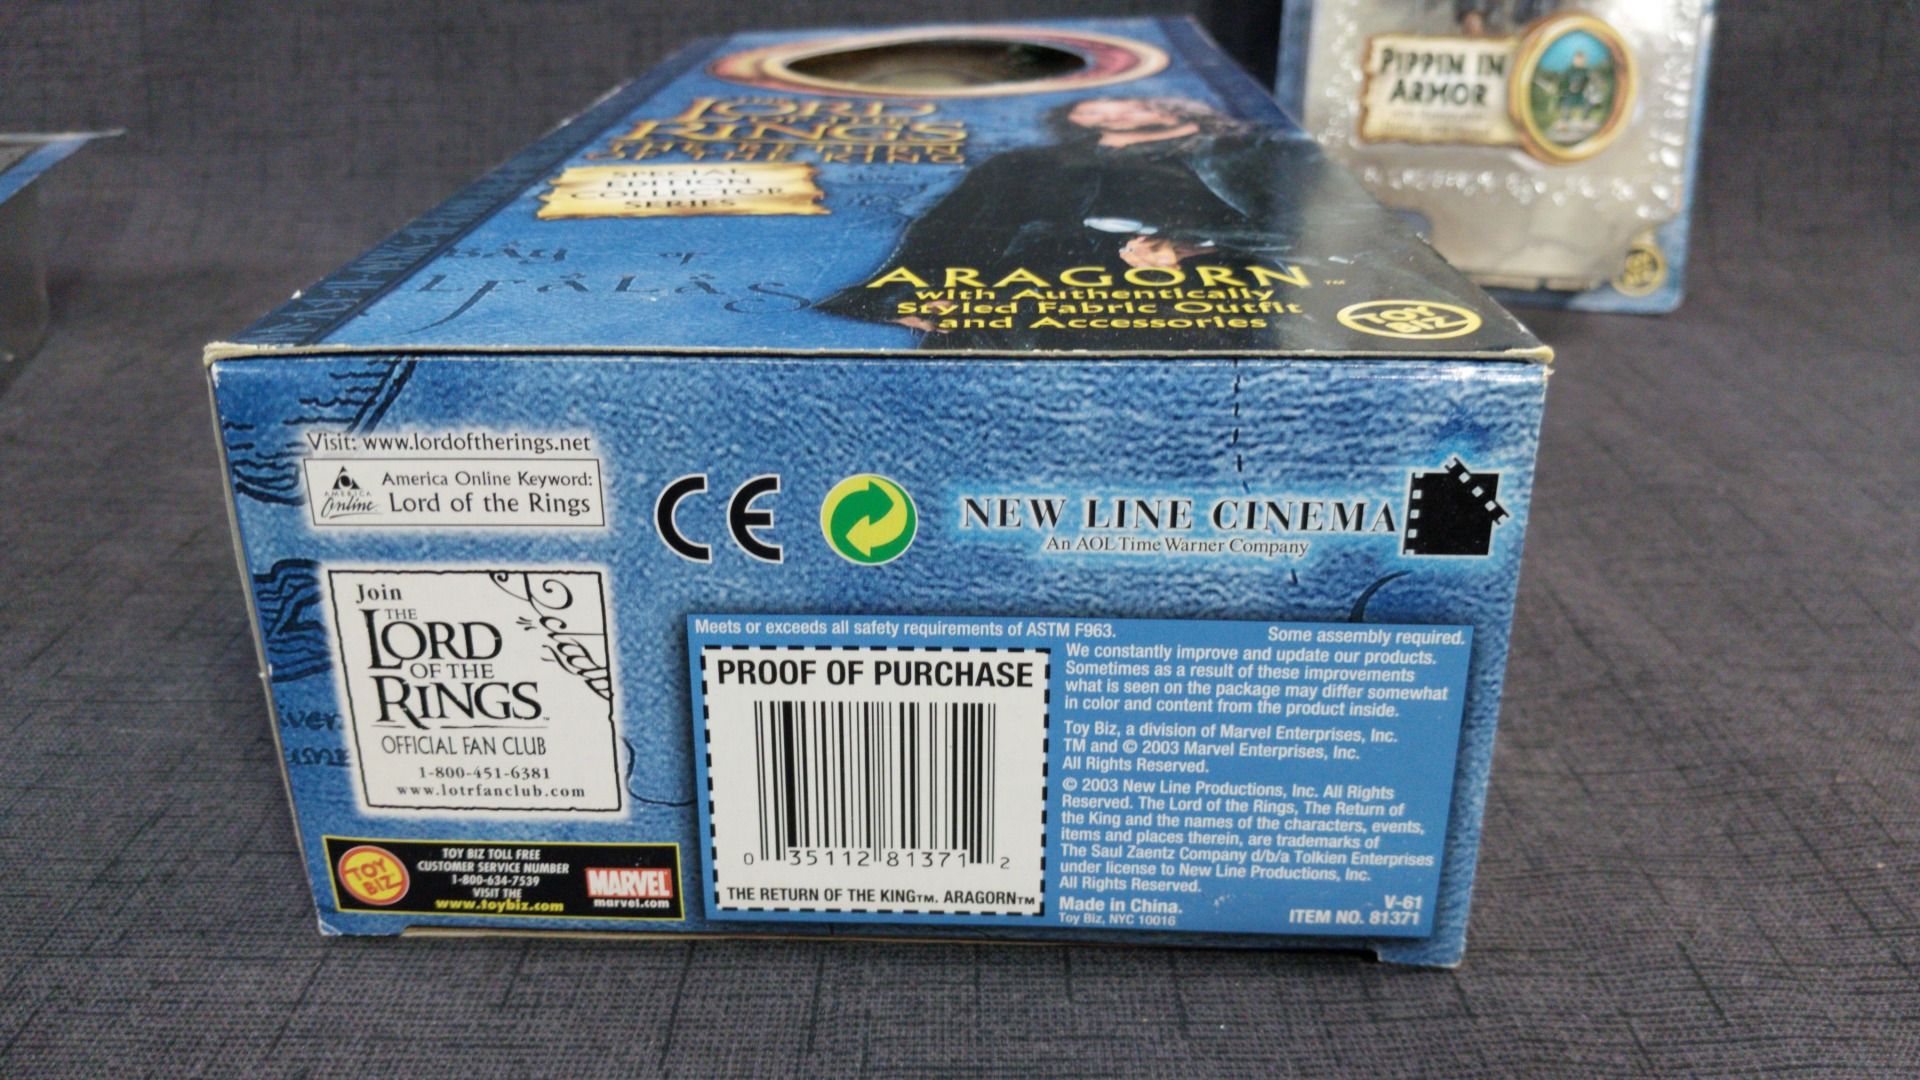 PIPPIN IN
ARMOR
THE
LORD
OF THE
RINGS
THE RETURN
OF THE KING
SPECIAL
EDITION
COLLECTOR
SERIES
ARAGORN™
with Authentically
Styled Fabric Outfit
and Accessories
TOY
BIZ
Visit: www.lordoftherings.net
AMERICA
Online
America Online Keyword:
Lord of the Rings
CE
NEW LINE CINEMA
An AOL Time Warner Company
Join
THE
LORD
OF THE
RINGS™
OFFICIAL FAN CLUB
1-800-451-6381
www.lotrfanclub.com
TOY
BIZ
TOY BIZ TOLL FREE
CUSTOMER SERVICE NUMBER
1-800-634-7539
VISIT THE
www.toybiz.com
MARVEL
marvel.com
Meets or exceeds all safety requirements of ASTM F963.
Some assembly required.
PROOF OF PURCHASE
0 35112 81371 2
THE RETURN OF THE KING™. ARAGORN™
We constantly improve and update our products.
Sometimes as a result of these improvements
what is seen on the package may differ somewhat
in color and content from the product inside.
Toy Biz, a division of Marvel Enterprises, Inc.
TM and © 2003 Marvel Enterprises, Inc.
All Rights Reserved.
© 2003 New Line Productions, Inc. All Rights
Reserved. The Lord of the Rings, The Return of
the King and the names of the characters, events,
items and places therein, are trademarks of
The Saul Zaentz Company d/b/a Tolkien Enterprises
under license to New Line Productions, Inc.
All Rights Reserved.
Made in China.
Toy Biz, NYC 10016
V-61
ITEM NO. 81371